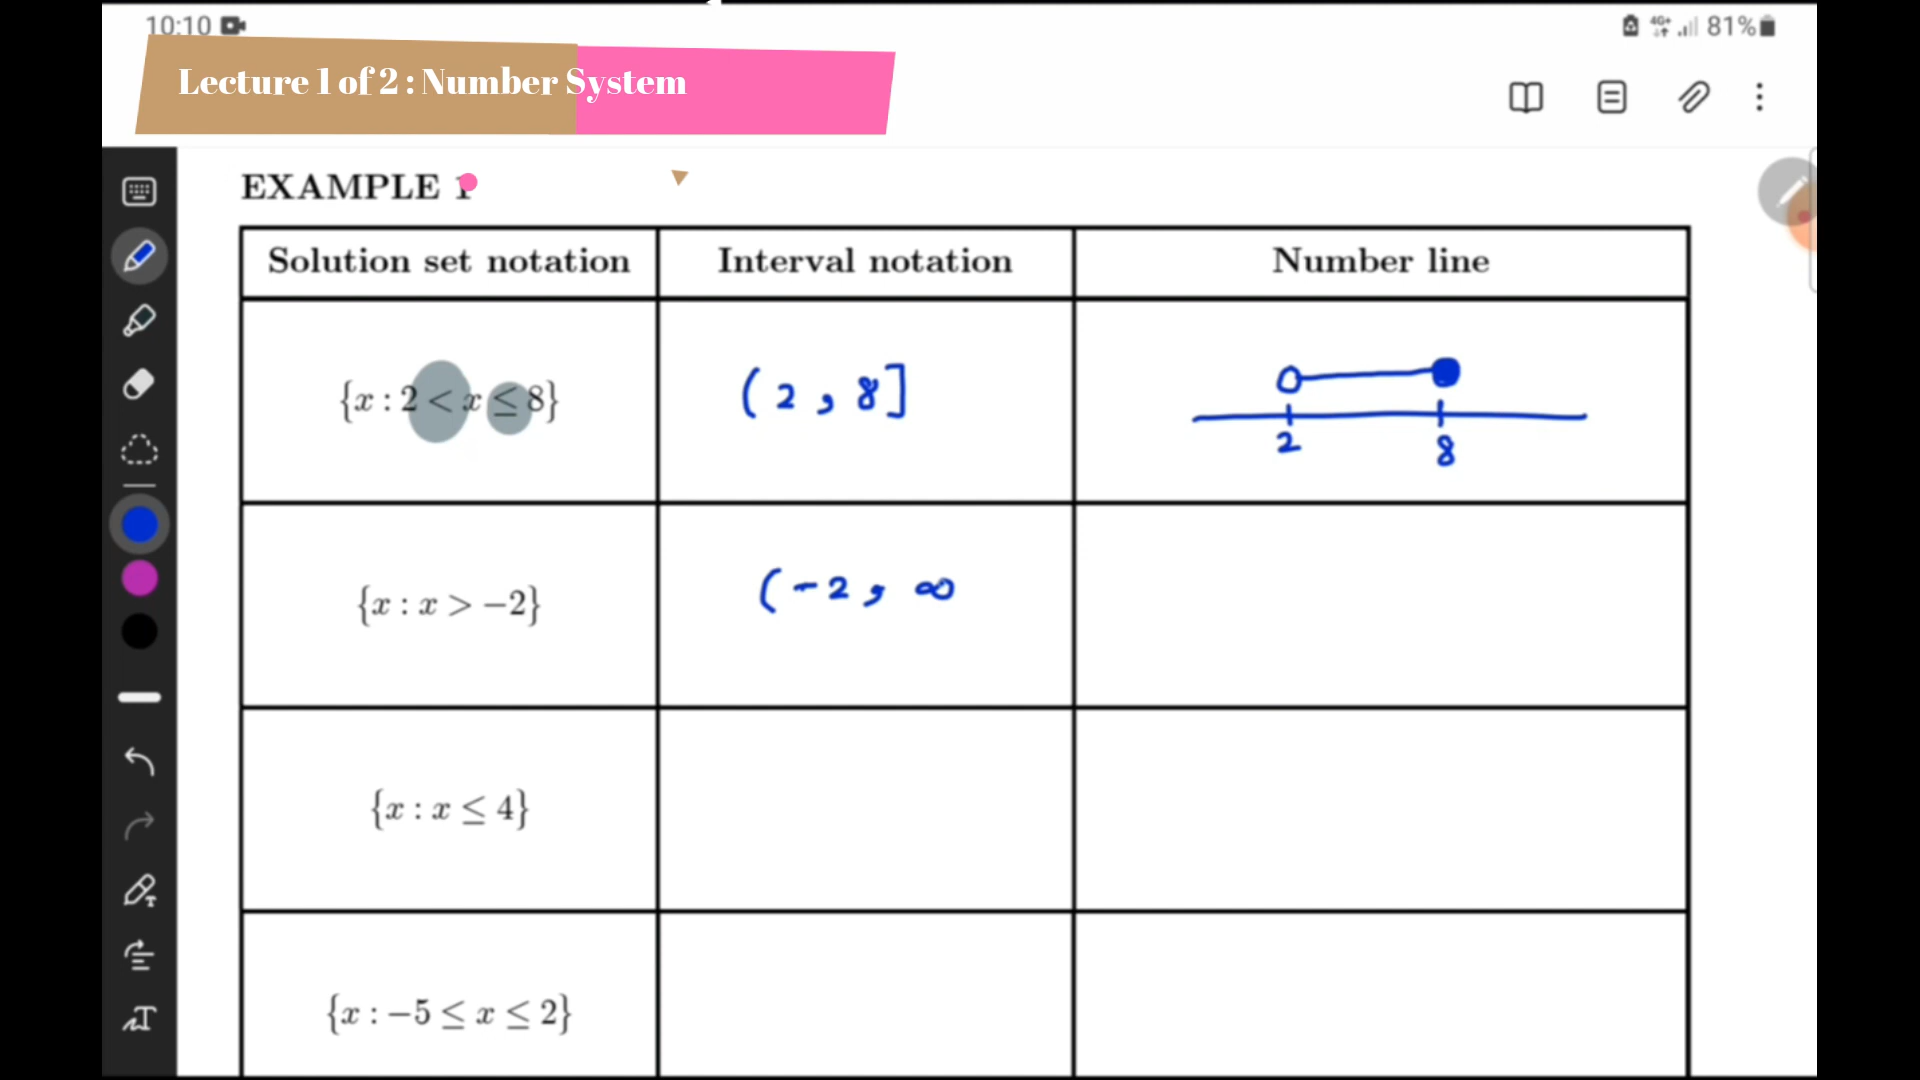 10:10
4G+ 81%
Lecture 1 of 2 : Number System
EXAMPLE 1
Solution set notation Interval notation Number line
{x : 2 < x ≤ 8} ( 2 , 8 ] 2 8
{x : x > −2} ( -2 , ∞
{x : x ≤ 4}
{x : −5 ≤ x ≤ 2}
T